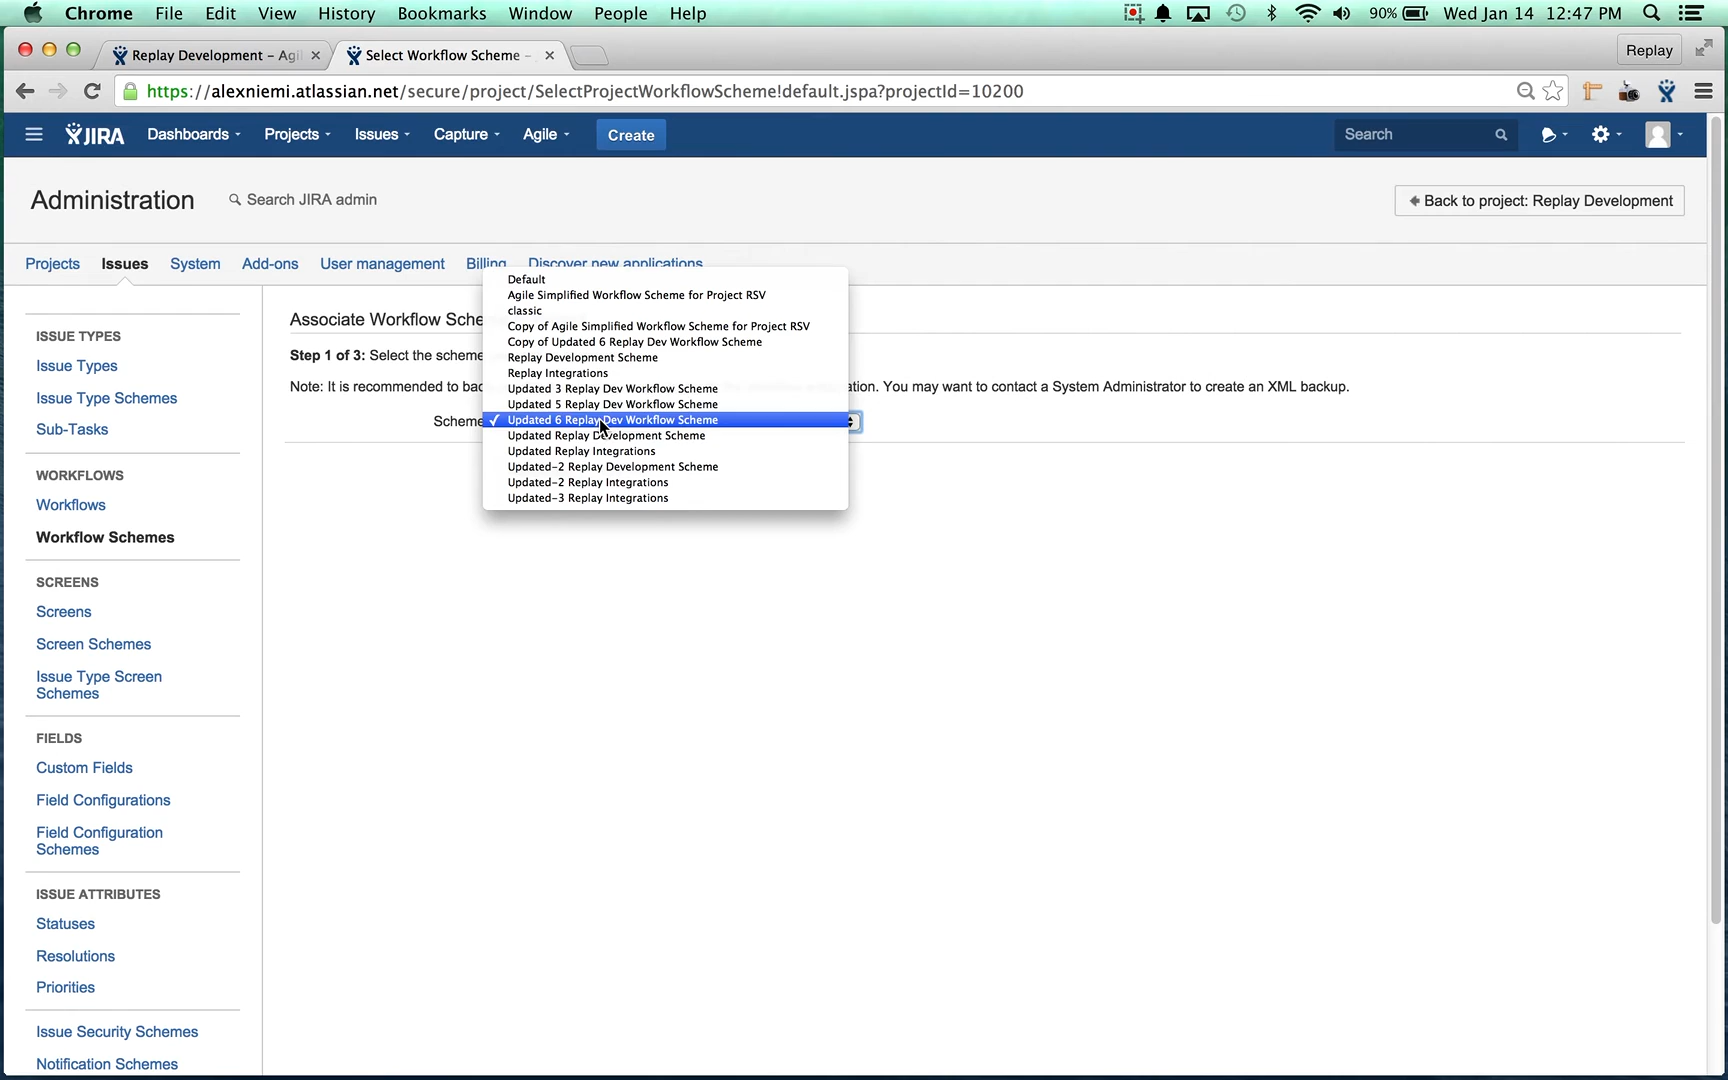 Chrome File Edit View History Bookmarks Window People Help 90% Wed Jan 14 12:47 PM
Replay Development – Agi Select Workflow Scheme – Replay
https://alexniemi.atlassian.net/secure/project/SelectProjectWorkflowScheme!default.jspa?projectId=10200
JIRA Dashboards Projects Issues Capture Agile Create Search
Administration Search JIRA admin Back to project: Replay Development
Projects Issues System Add-ons User management Billing Discover new applications
ISSUE TYPES
Issue Types
Issue Type Schemes
Sub-Tasks
WORKFLOWS
Workflows
Workflow Schemes
SCREENS
Screens
Screen Schemes
Issue Type Screen
Schemes
FIELDS
Custom Fields
Field Configurations
Field Configuration
Schemes
ISSUE ATTRIBUTES
Statuses
Resolutions
Priorities
Issue Security Schemes
Notification Schemes
Associate Workflow Sche
Step 1 of 3: Select the scheme
Note: It is recommended to bac ation. You may want to contact a System Administrator to create an XML backup.
Scheme
Default
Agile Simplified Workflow Scheme for Project RSV
classic
Copy of Agile Simplified Workflow Scheme for Project RSV
Copy of Updated 6 Replay Dev Workflow Scheme
Replay Development Scheme
Replay Integrations
Updated 3 Replay Dev Workflow Scheme
Updated 5 Replay Dev Workflow Scheme
✓ Updated 6 Replay Dev Workflow Scheme
Updated Replay Development Scheme
Updated Replay Integrations
Updated-2 Replay Development Scheme
Updated-2 Replay Integrations
Updated-3 Replay Integrations